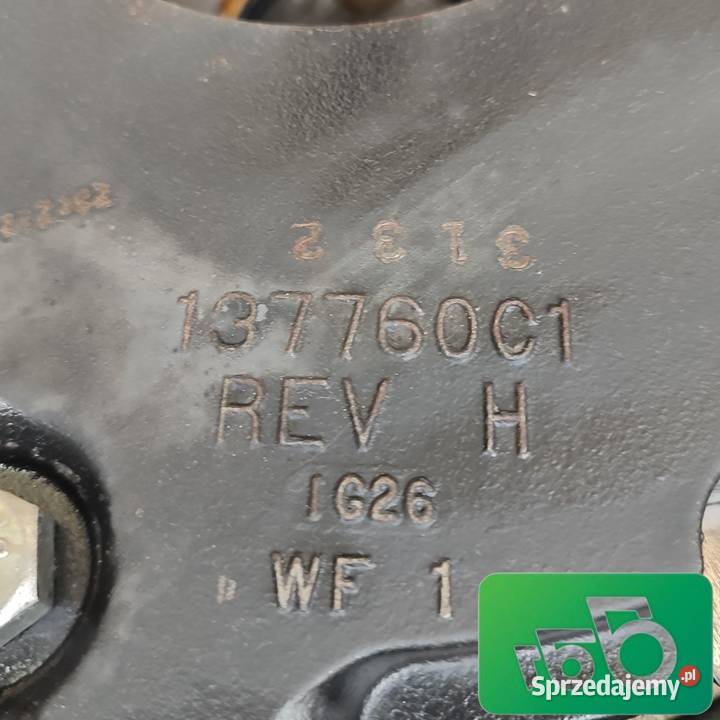 3132
137760C1
REV H
1G26
WF 1
Sprzedajemy.pl